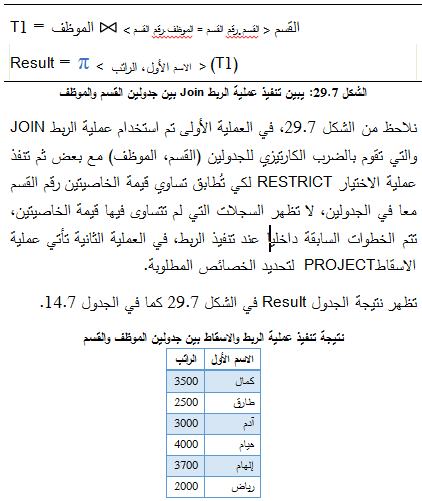 T1 = الموظف ⋈ < القسم.رقم القسم = الموظف.رقم القسم > القسم
Result = π < الاسم الأول، الراتب > (T1)
الشكل 29.7: يبين تنفيذ عملية الربط Join بين جدولين القسم والموظف
نلاحظ من الشكل 29.7، في العملية الأولى تم استخدام عملية الربط JOIN
والتي تقوم بالضرب الكارتيزي للجدولين (القسم، الموظف) مع بعض ثم تنفذ
عملية الاختيار RESTRICT لكي تُطابق تساوي قيمة الخاصيتين رقم القسم
معا في الجدولين، لا تظهر السجلات التي لم تتساوى فيها قيمة الخاصيتين،
تتم الخطوات السابقة داخليا عند تنفيذ الربط، في العملية الثانية تأتي عملية
الاسقاطPROJECT لتحديد الخصائص المطلوبة.
تظهر نتيجة الجدول Result في الشكل 29.7 كما في الجدول 14.7.
نتيجة تنفيذ عملية الربط والاسقاط بين جدولين الموظف والقسم
الاسم الأول الراتب
كمال 3500
طارق 2500
آدم 3000
خيام 4000
إلهام 3700
رياض 2000